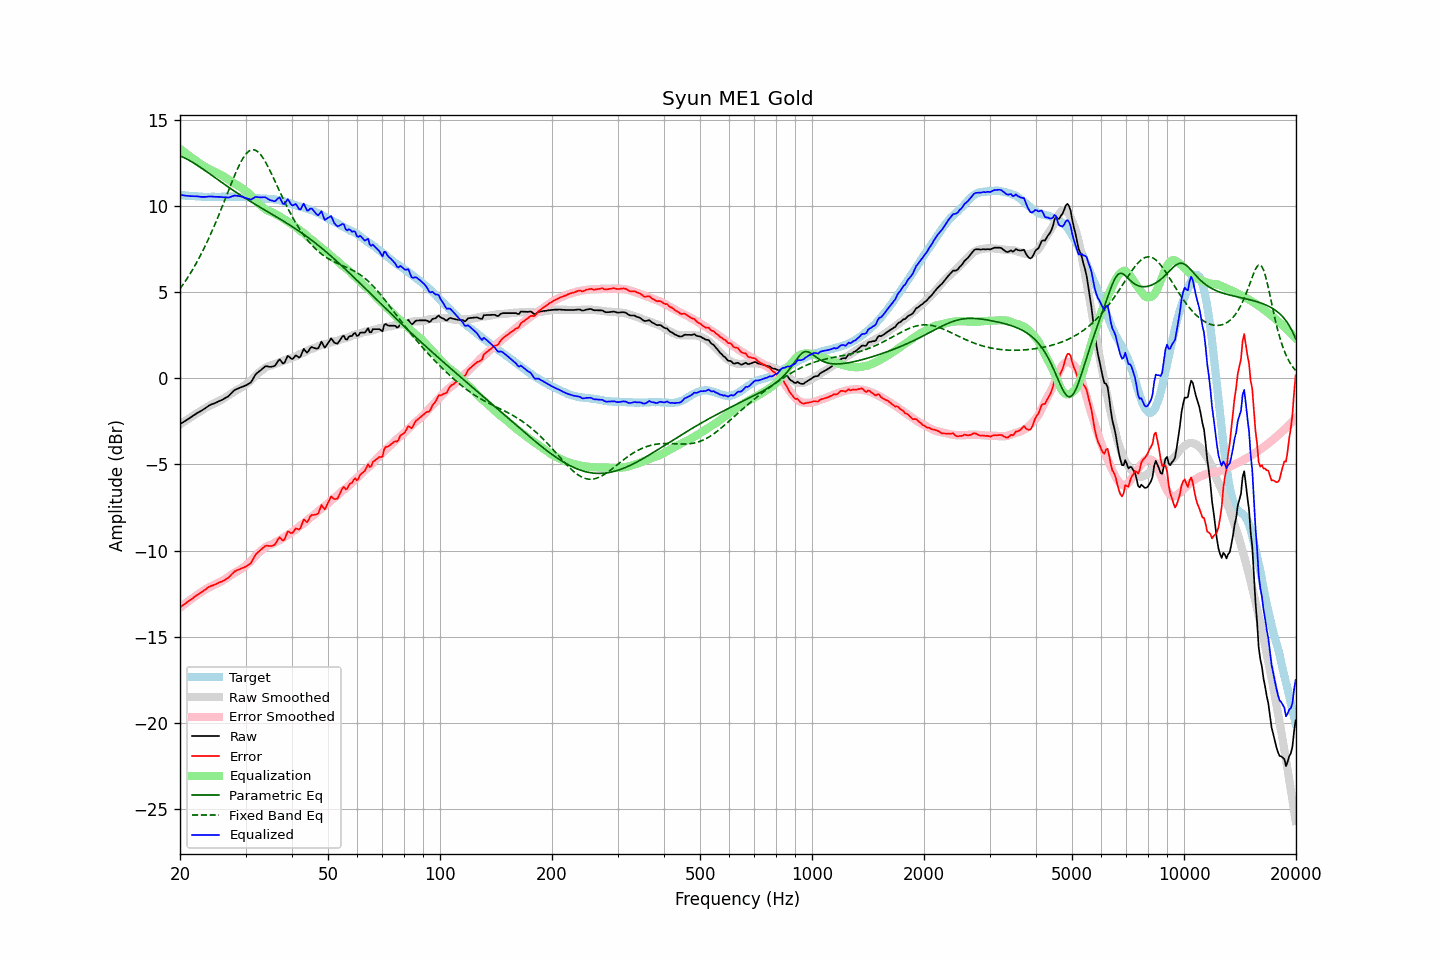 Syun ME1 Gold
15
10
5
0
−5
−10
−15
−20
−25
Amplitude (dBr)
Target
Raw Smoothed
Error Smoothed
Raw
Error
Equalization
Parametric Eq
Fixed Band Eq
Equalized
20 50 100 200 500 1000 2000 5000 10000 20000
Frequency (Hz)